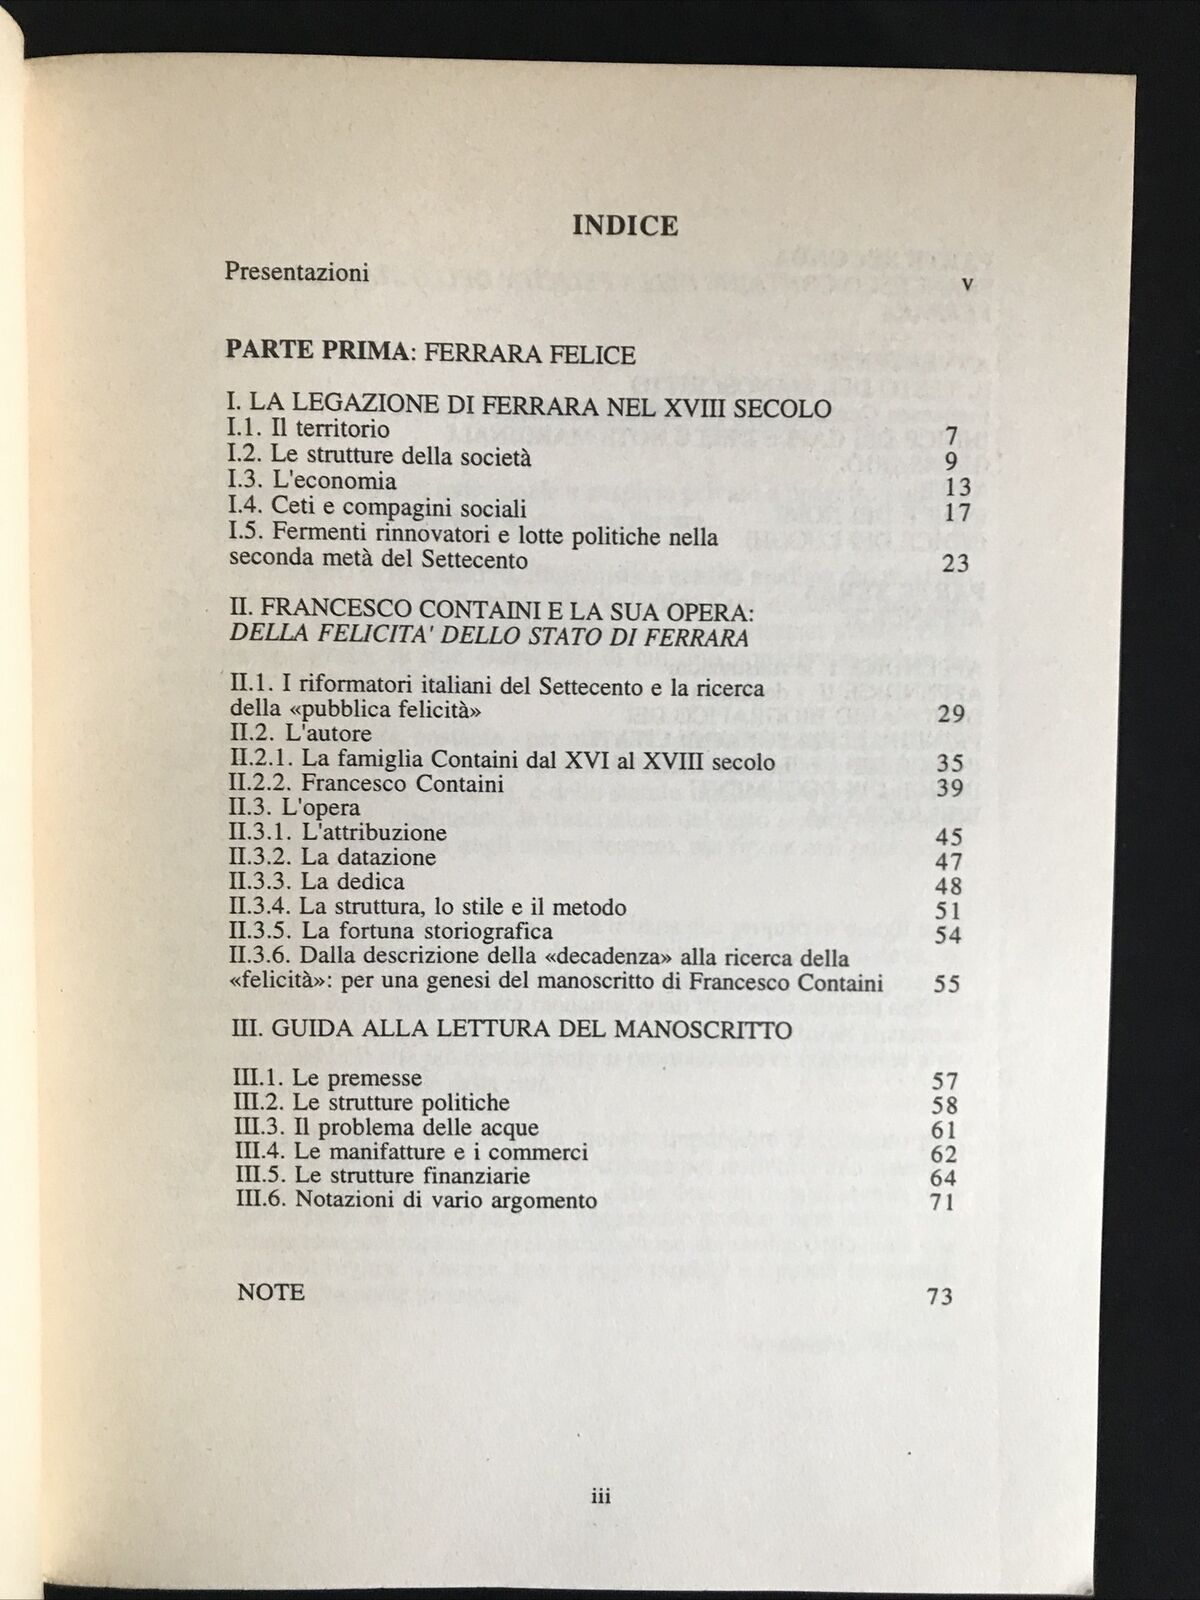 INDICE
Presentazioni v
PARTE PRIMA: FERRARA FELICE
I. LA LEGAZIONE DI FERRARA NEL XVIII SECOLO
I.1. Il territorio 7
I.2. Le strutture della società 9
I.3. L'economia 13
I.4. Ceti e compagini sociali 17
I.5. Fermenti rinnovatori e lotte politiche nella
seconda metà del Settecento 23
II. FRANCESCO CONTAINI E LA SUA OPERA:
DELLA FELICITA' DELLO STATO DI FERRARA
II.1. I riformatori italiani del Settecento e la ricerca
della «pubblica felicità» 29
II.2. L'autore
II.2.1. La famiglia Containi dal XVI al XVIII secolo 35
II.2.2. Francesco Containi 39
II.3. L'opera
II.3.1. L'attribuzione 45
II.3.2. La datazione 47
II.3.3. La dedica 48
II.3.4. La struttura, lo stile e il metodo 51
II.3.5. La fortuna storiografica 54
II.3.6. Dalla descrizione della «decadenza» alla ricerca della
«felicità»: per una genesi del manoscritto di Francesco Containi 55
III. GUIDA ALLA LETTURA DEL MANOSCRITTO
III.1. Le premesse 57
III.2. Le strutture politiche 58
III.3. Il problema delle acque 61
III.4. Le manifatture e i commerci 62
III.5. Le strutture finanziarie 64
III.6. Notazioni di vario argomento 71
NOTE 73
iii